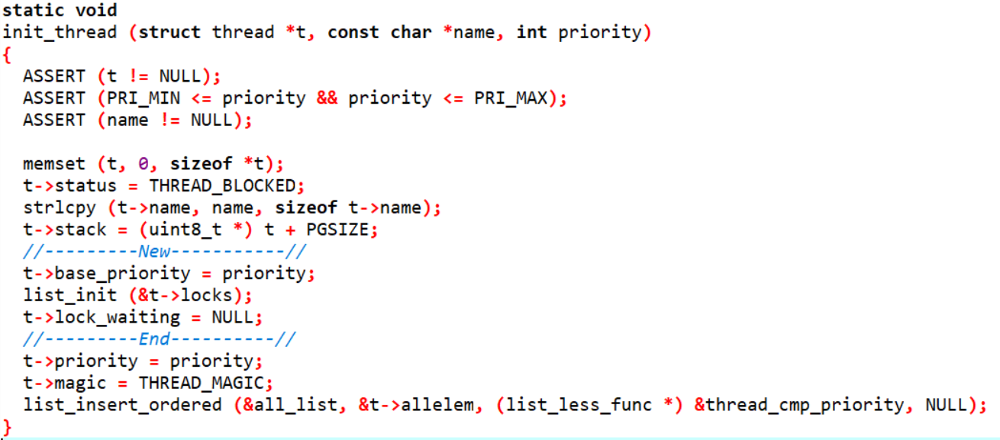 static void
init_thread (struct thread *t, const char *name, int priority)
{
  ASSERT (t != NULL);
  ASSERT (PRI_MIN <= priority && priority <= PRI_MAX);
  ASSERT (name != NULL);

  memset (t, 0, sizeof *t);
  t->status = THREAD_BLOCKED;
  strlcpy (t->name, name, sizeof t->name);
  t->stack = (uint8_t *) t + PGSIZE;
  //---------New-----------//
  t->base_priority = priority;
  list_init (&t->locks);
  t->lock_waiting = NULL;
  //---------End----------//
  t->priority = priority;
  t->magic = THREAD_MAGIC;
  list_insert_ordered (&all_list, &t->allelem, (list_less_func *) &thread_cmp_priority, NULL);
}